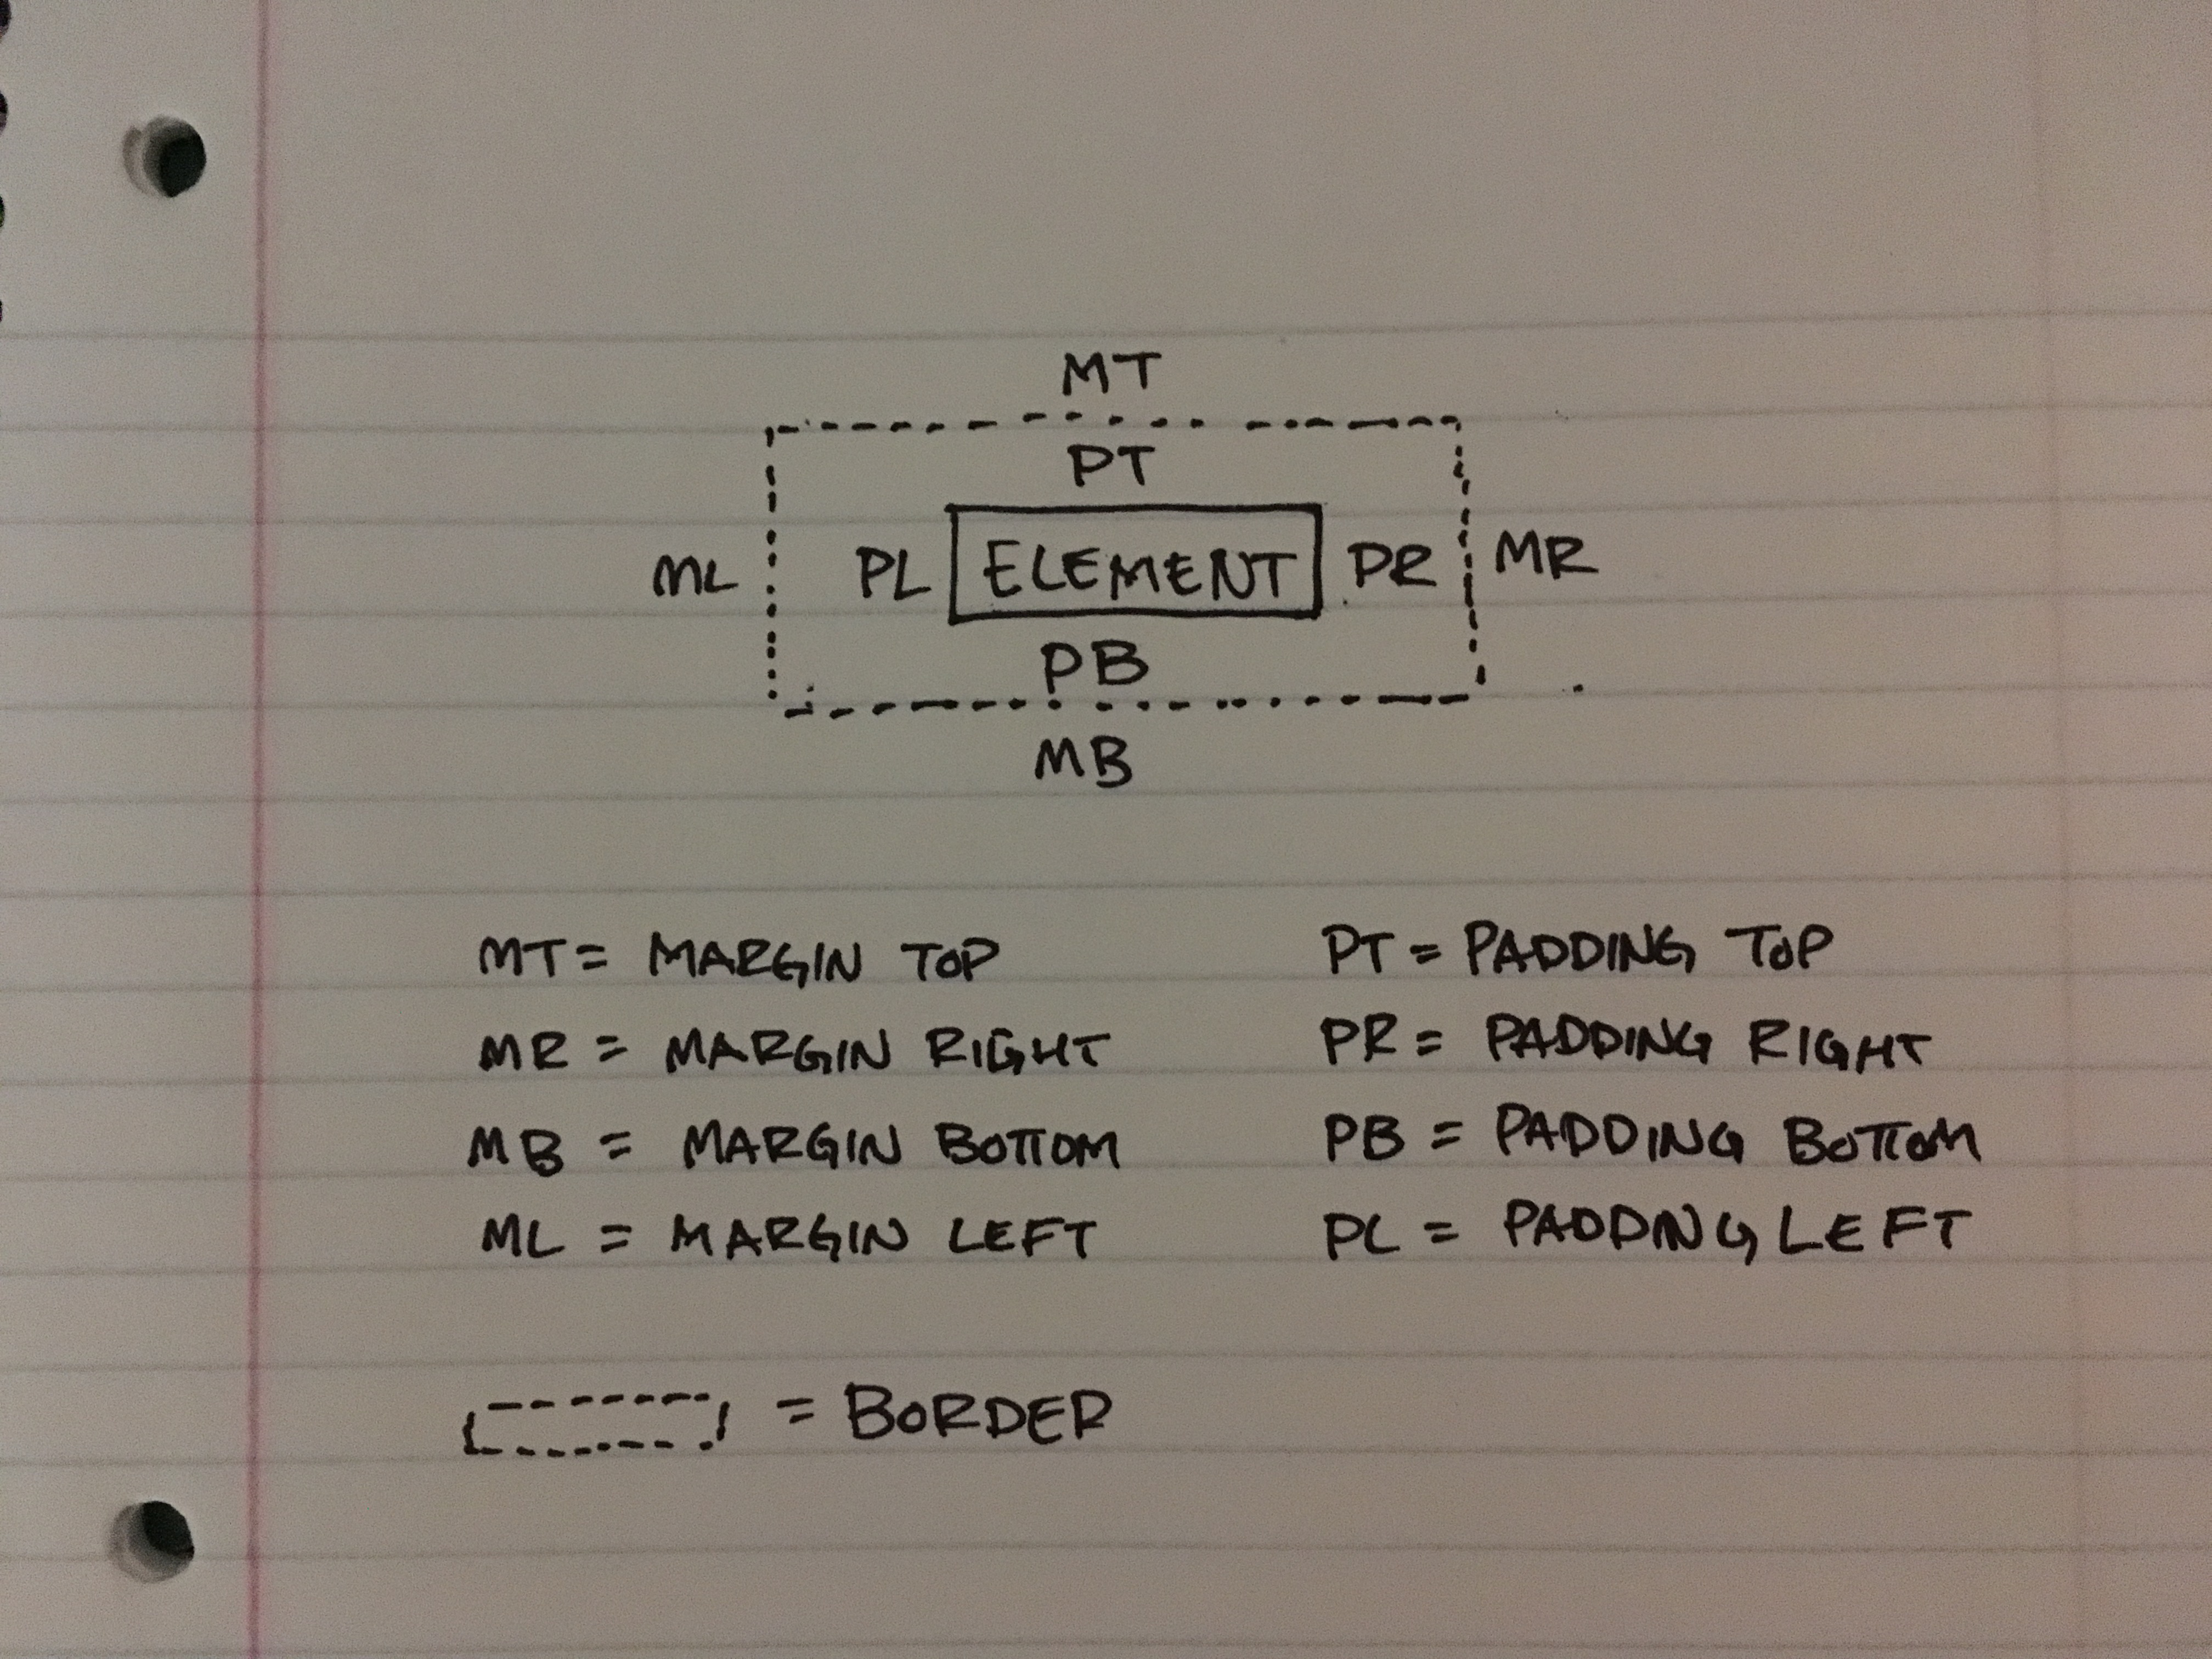 MT
PT
ML PL ELEMENT PR MR
PB
MB
MT = MARGIN TOP PT = PADDING TOP
MR = MARGIN RIGHT PR = PADDING RIGHT
MB = MARGIN BOTTOM PB = PADDING BOTTOM
ML = MARGIN LEFT PL = PADDNG LEFT
= BORDER